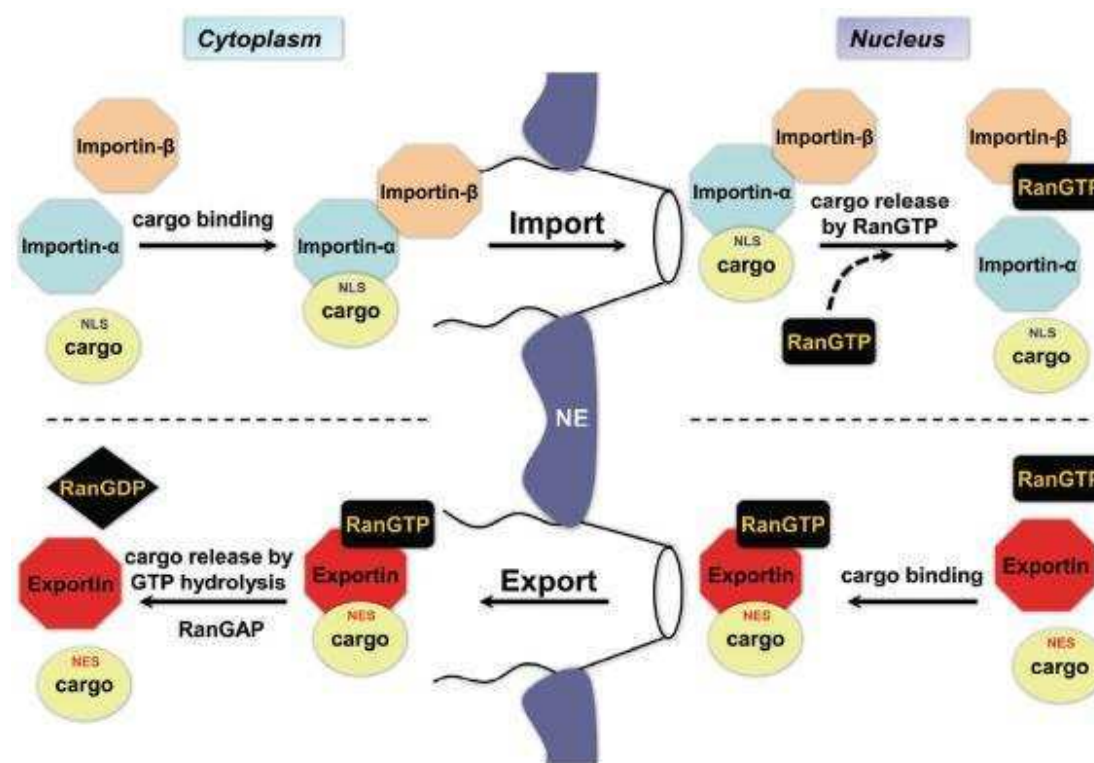 Cytoplasm
Nucleus
Importin-β
Importin-α
NLS
cargo
cargo binding
Importin-β
Importin-α
NLS
cargo
Import
Importin-β
Importin-α
NLS
cargo
cargo release
by RanGTP
RanGTP
Importin-β
RanGTP
Importin-α
NLS
cargo
NE
RanGDP
Exportin
NES
cargo
cargo release by
GTP hydrolysis
RanGAP
RanGTP
Exportin
NES
cargo
Export
RanGTP
Exportin
NES
cargo
cargo binding
RanGTP
Exportin
NES
cargo